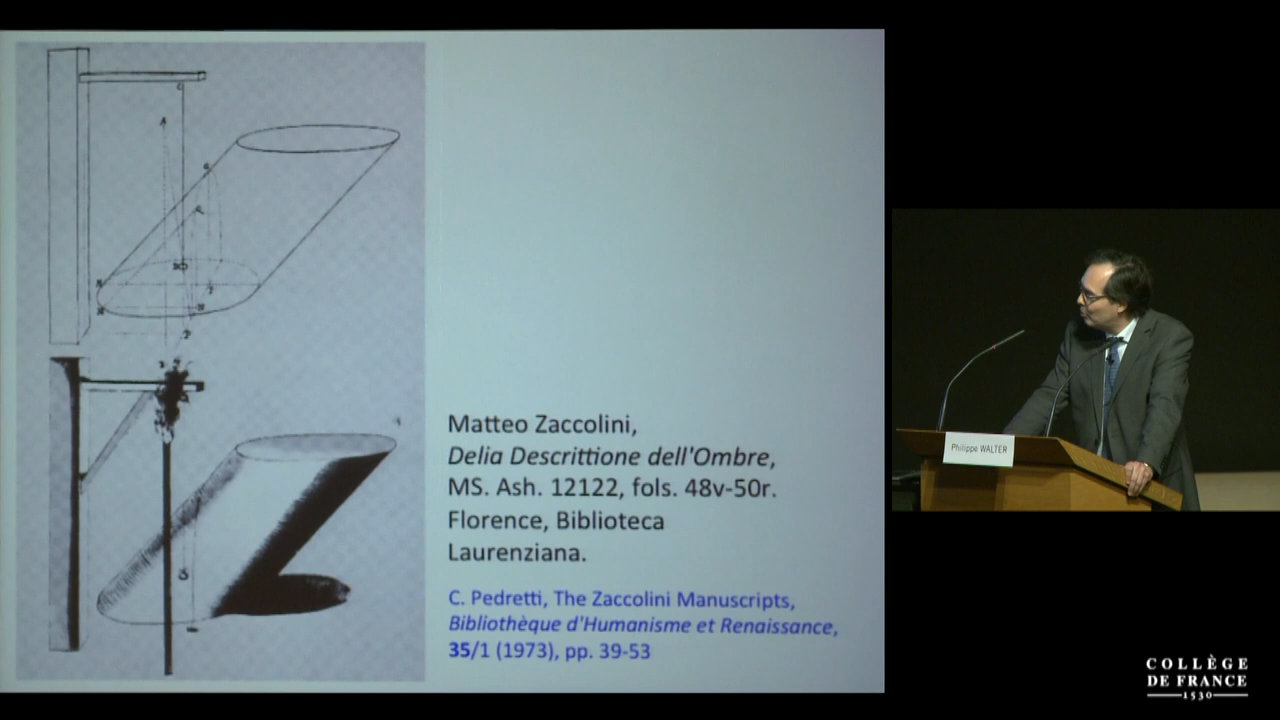 Matteo Zaccolini,
Delia Descrittione dell'Ombre,
MS. Ash. 12122, fols. 48v-50r.
Florence, Biblioteca
Laurenziana.
C. Pedretti, The Zaccolini Manuscripts,
Bibliothèque d'Humanisme et Renaissance,
35/1 (1973), pp. 39-53
Philippe WALTER
COLLÈGE
DE FRANCE
1530